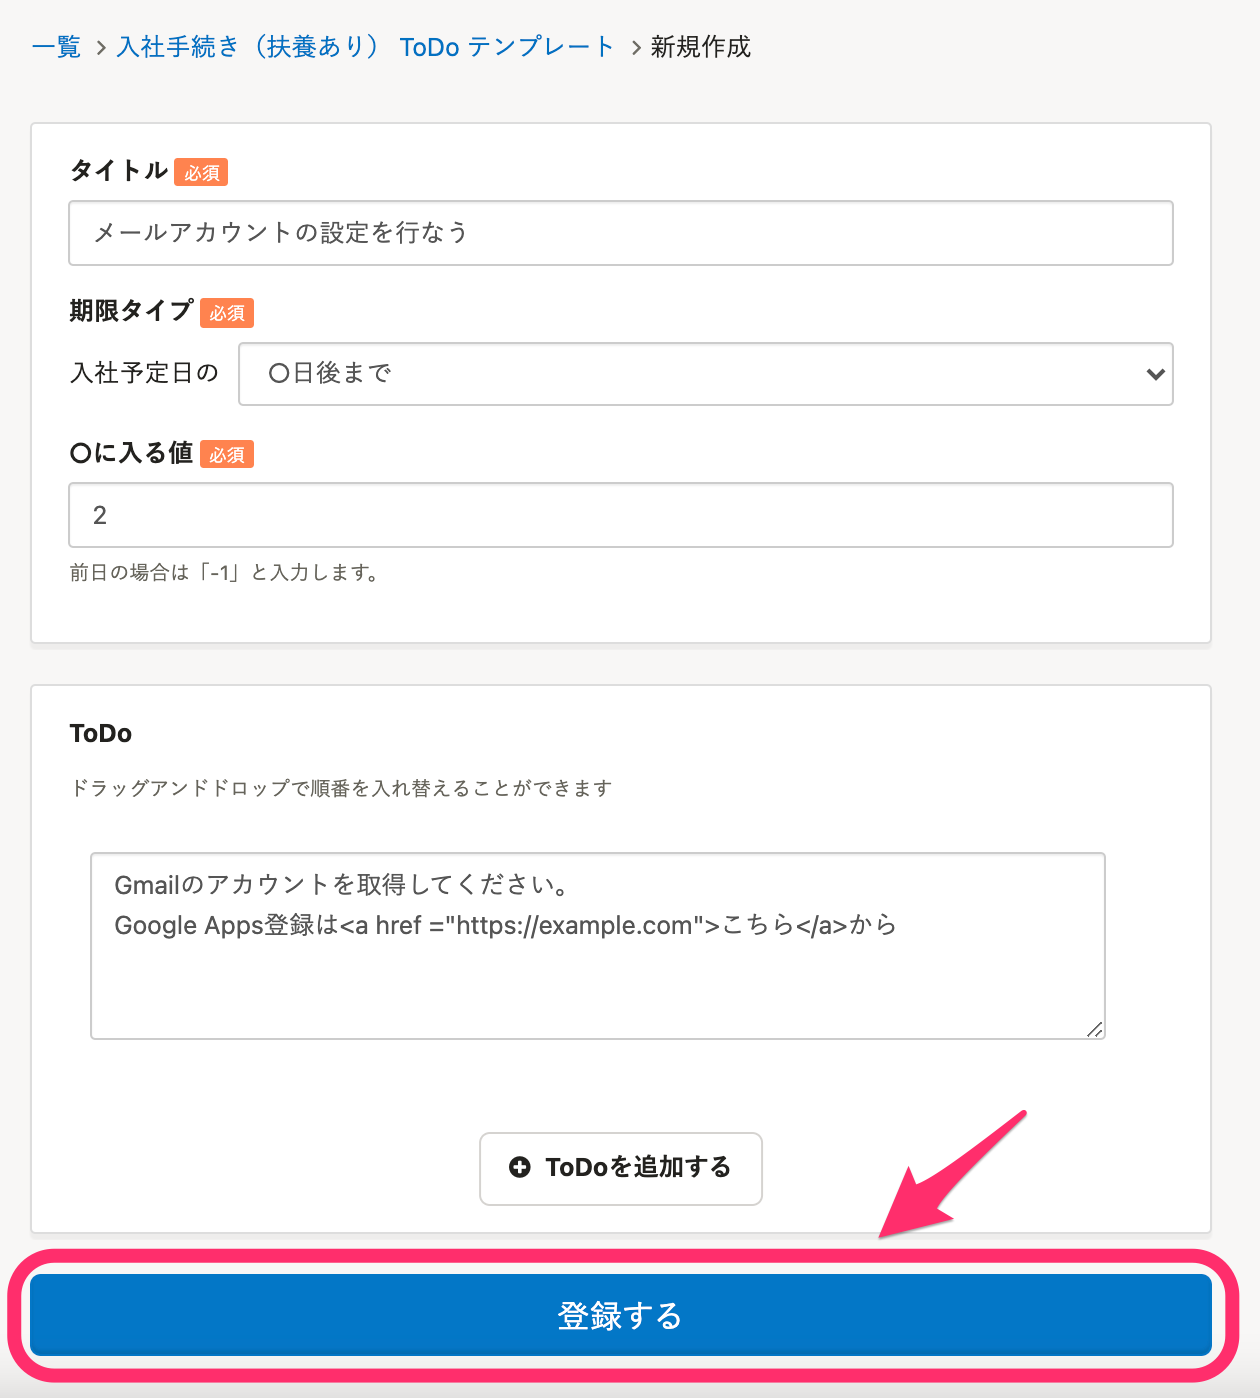 一覧 > 入社手続き（扶養あり） ToDo テンプレート > 新規作成
タイトル 必須
メールアカウントの設定を行なう
期限タイプ 必須
入社予定日の 〇日後まで
〇に入る値 必須
2
前日の場合は「-1」と入力します。
ToDo
ドラッグアンドドロップで順番を入れ替えることができます
Gmailのアカウントを取得してください。
Google Apps登録は<a href ="https://example.com">こちら</a>から
ToDoを追加する
登録する